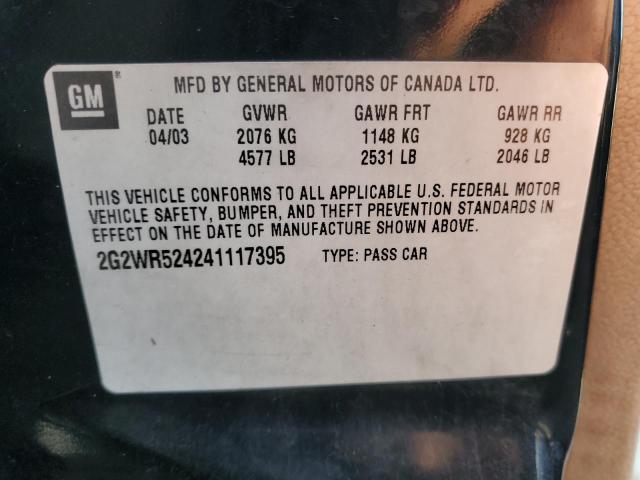 GM ®
MFD BY GENERAL MOTORS OF CANADA LTD.
DATE GVWR GAWR FRT GAWR RR
04/03 2076 KG 1148 KG 928 KG
4577 LB 2531 LB 2046 LB
THIS VEHICLE CONFORMS TO ALL APPLICABLE U.S. FEDERAL MOTOR
VEHICLE SAFETY, BUMPER, AND THEFT PREVENTION STANDARDS IN
EFFECT ON THE DATE OF MANUFACTURE SHOWN ABOVE.
2G2WR524241117395 TYPE: PASS CAR